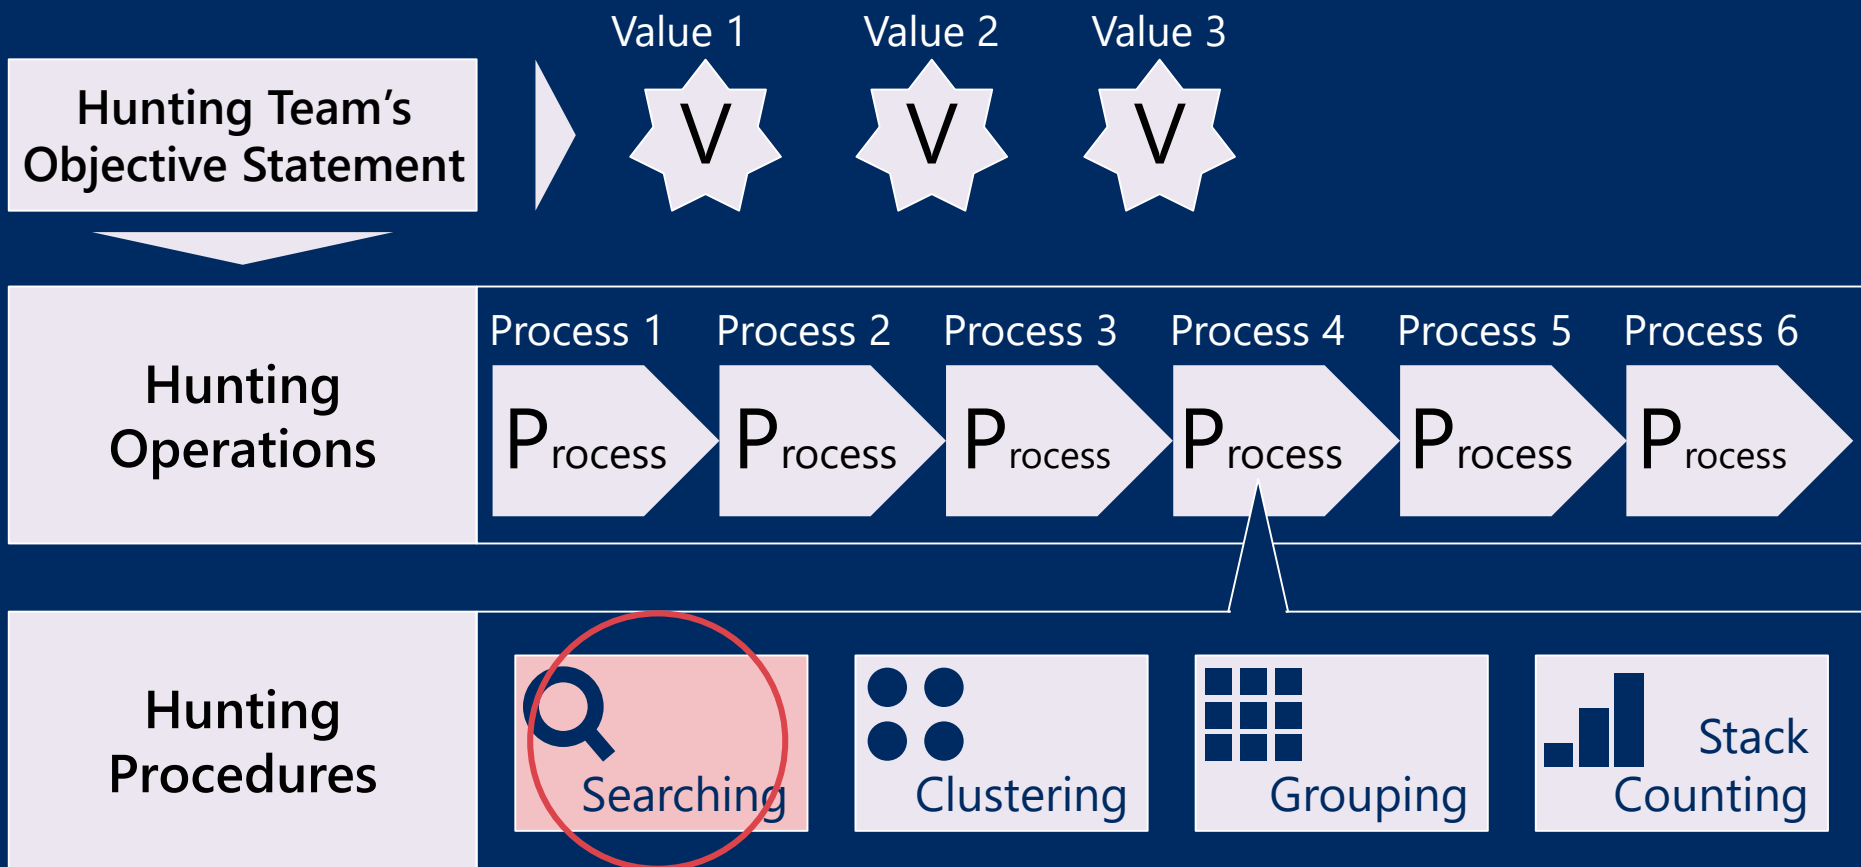 Value 1
Value 2
Value 3
Hunting Team’s
Objective Statement
V
V
V
Hunting
Operations
Process 1
Process 2
Process 3
Process 4
Process 5
Process 6
Process
Process
Process
Process
Process
Process
Hunting
Procedures
Searching
Clustering
Grouping
Stack
Counting